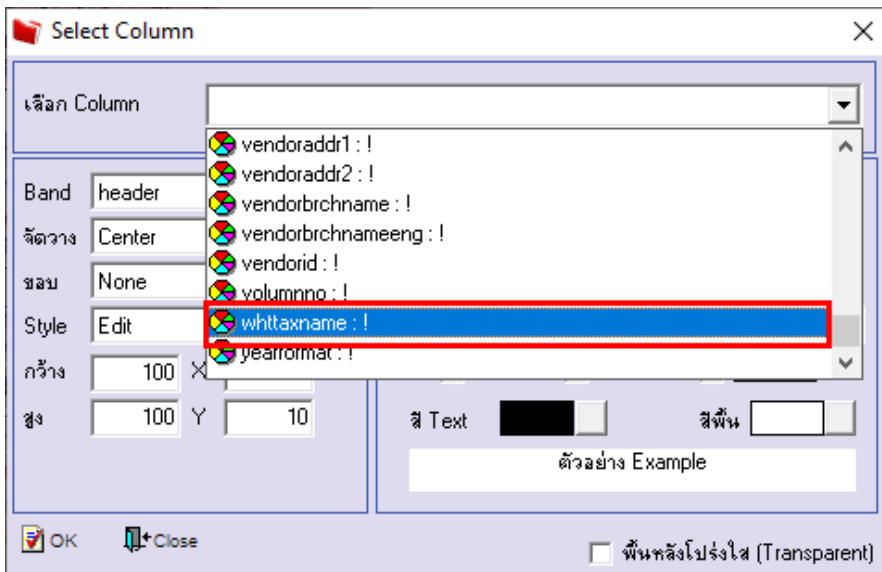 Select Column
เลือก Column
vendoraddr1 : !
vendoraddr2 : !
vendorbrchname : !
vendorbrchnameeng : !
vendorid : !
volumnno : !
whttaxname : !
yearformat : !
Band header
จัดวาง Center
ขอบ None
Style Edit
กว้าง 100 X
สูง 100 Y 10
สี Text สีพื้น
ตัวอย่าง Example
OK Close
พื้นหลังโปร่งใส (Transparent)